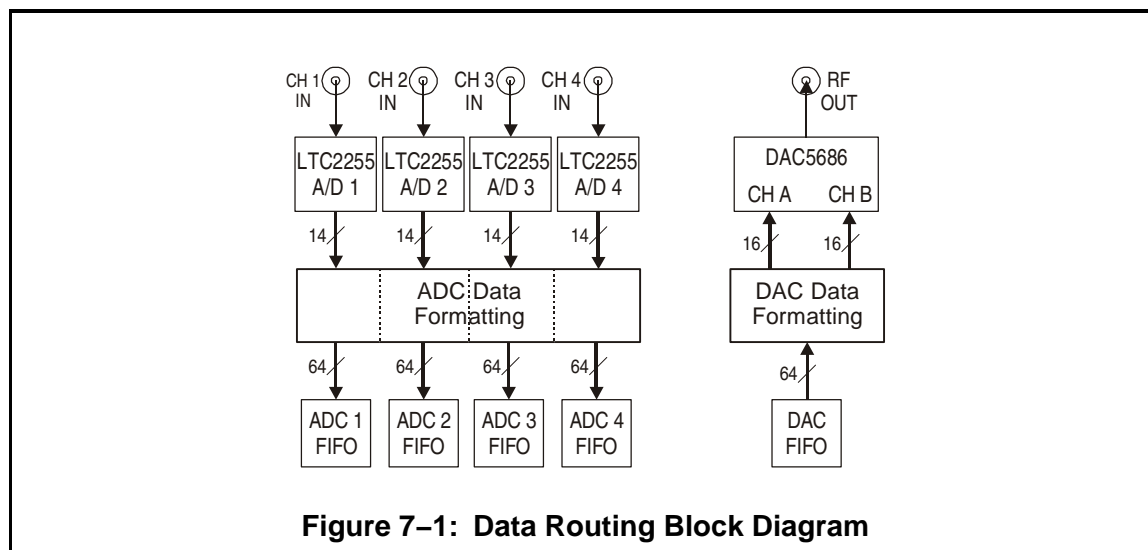 CH 1
IN
CH 2
IN
CH 3
IN
CH 4
IN
RF
OUT
LTC2255
A/D 1
LTC2255
A/D 2
LTC2255
A/D 3
LTC2255
A/D 4
DAC5686
CH A
CH B
14
14
14
14
16
16
ADC Data
Formatting
DAC Data
Formatting
64
64
64
64
64
ADC 1
FIFO
ADC 2
FIFO
ADC 3
FIFO
ADC 4
FIFO
DAC
FIFO
Figure 7–1: Data Routing Block Diagram